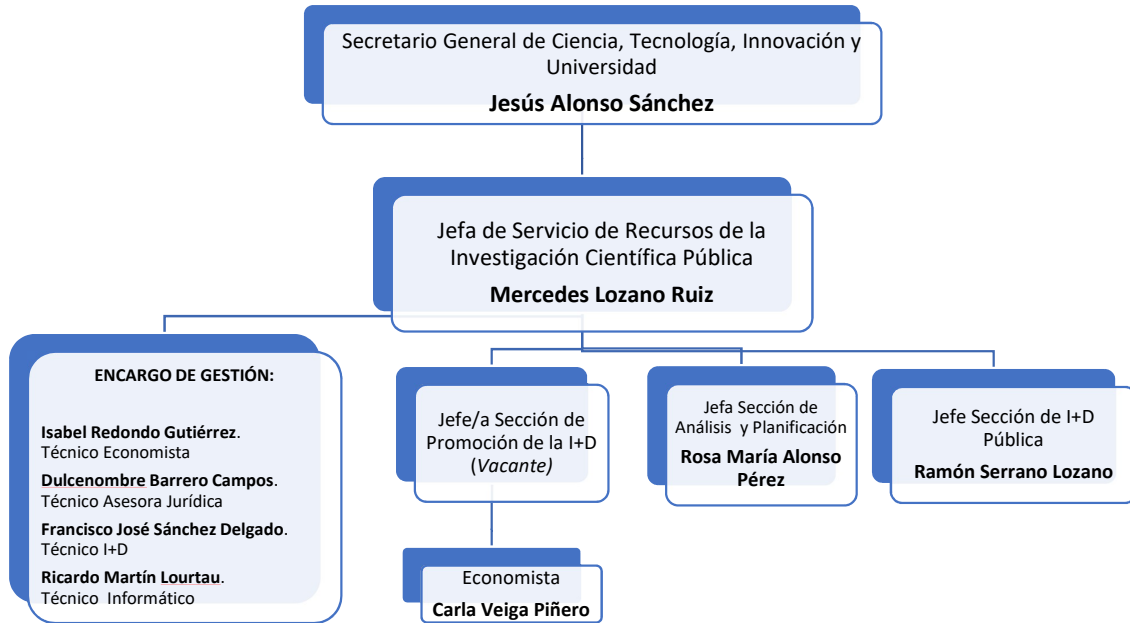 Secretario General de Ciencia, Tecnología, Innovación y
Universidad
Jesús Alonso Sánchez
Jefa de Servicio de Recursos de la
Investigación Científica Pública
Mercedes Lozano Ruiz
ENCARGO DE GESTIÓN:
Isabel Redondo Gutiérrez.
Técnico Economista
Dulcenombre Barrero Campos.
Técnico Asesora Jurídica
Francisco José Sánchez Delgado.
Técnico I+D
Ricardo Martín Lourtau.
Técnico Informático
Jefe/a Sección de
Promoción de la I+D
(Vacante)
Economista
Carla Veiga Piñero
Jefa Sección de
Análisis y Planificación
Rosa María Alonso
Pérez
Jefe Sección de I+D
Pública
Ramón Serrano Lozano